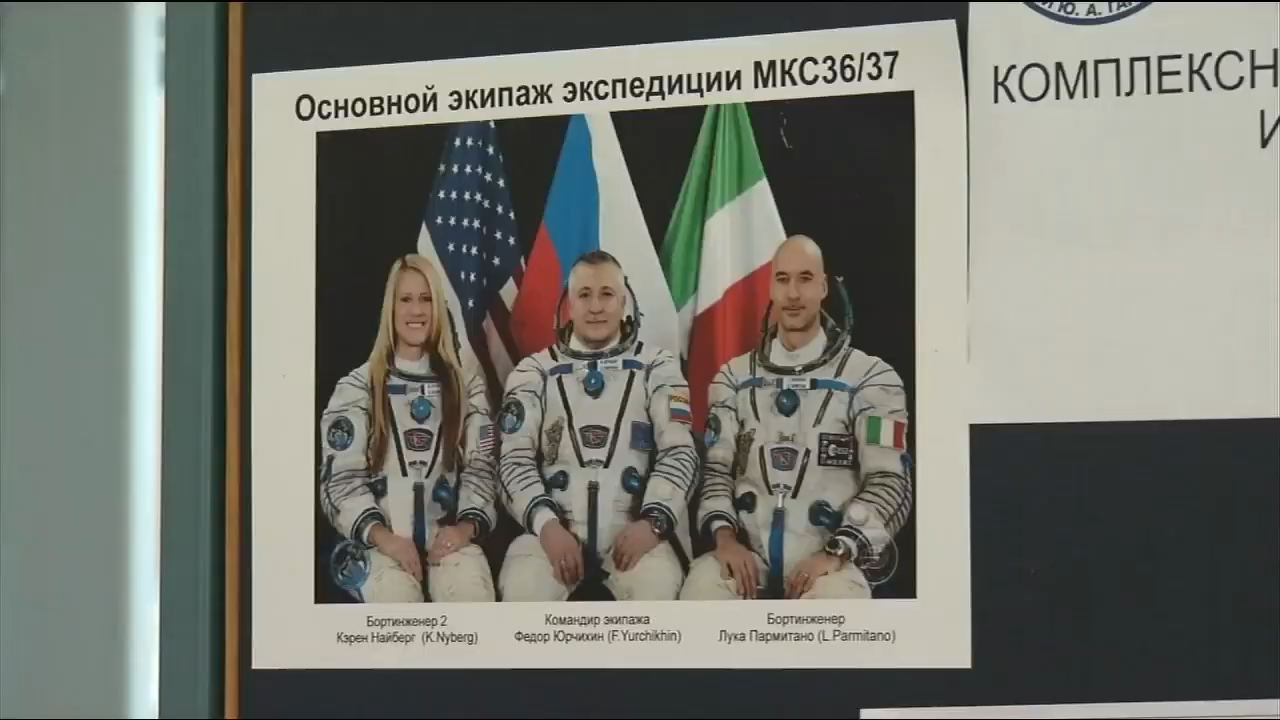 Основной экипаж экспедиции МКС36/37
Бортинженер 2
Кэрен Найберг (K.Nyberg)
Командир экипажа
Федор Юрчихин (F.Yurchikhin)
Бортинженер
Лука Пармитано (L.Parmitano)
Ю. А. ГА
КОМПЛЕКСН
И